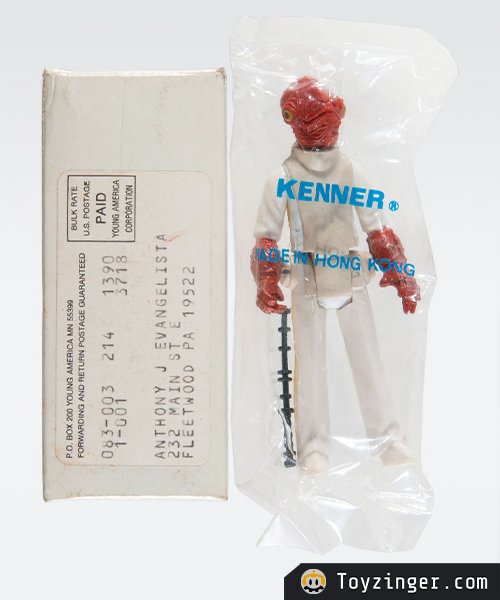 BULK RATE
U.S. POSTAGE
PAID
YOUNG AMERICA
CORPORATION
P.O. BOX 200 YOUNG AMERICA MN 55399
FORWARDING AND RETURN POSTAGE GUARANTEED
083-003 214 1390
1-001 3718
ANTHONY J EVANGELISTA
232 MAIN ST E
FLEETWOOD PA 19522
KENNER ®
MADE IN HONG KONG
Toyzinger.com